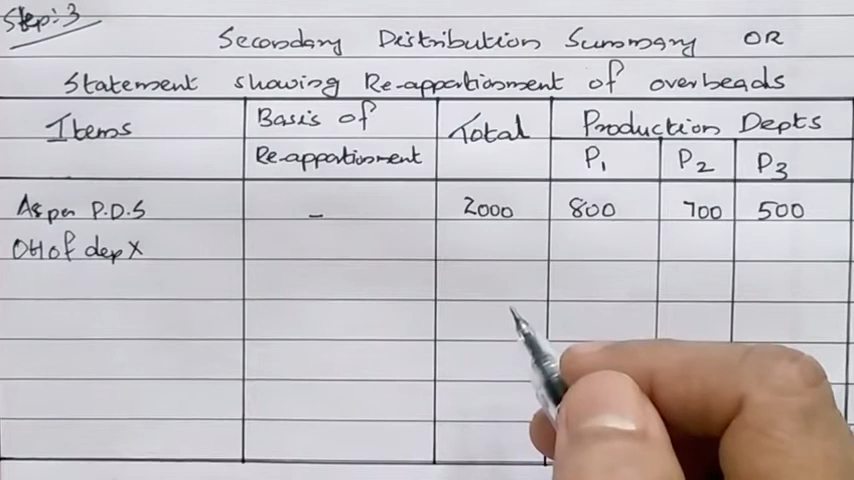 Step: 3
Secondary Distribution Summary OR
Statement showing Re-apportionment of overheads
Items Basis of Re-apportionment Total Production Depts
P1 P2 P3
As per P.D.S - 2000 800 700 500
OH of dep X